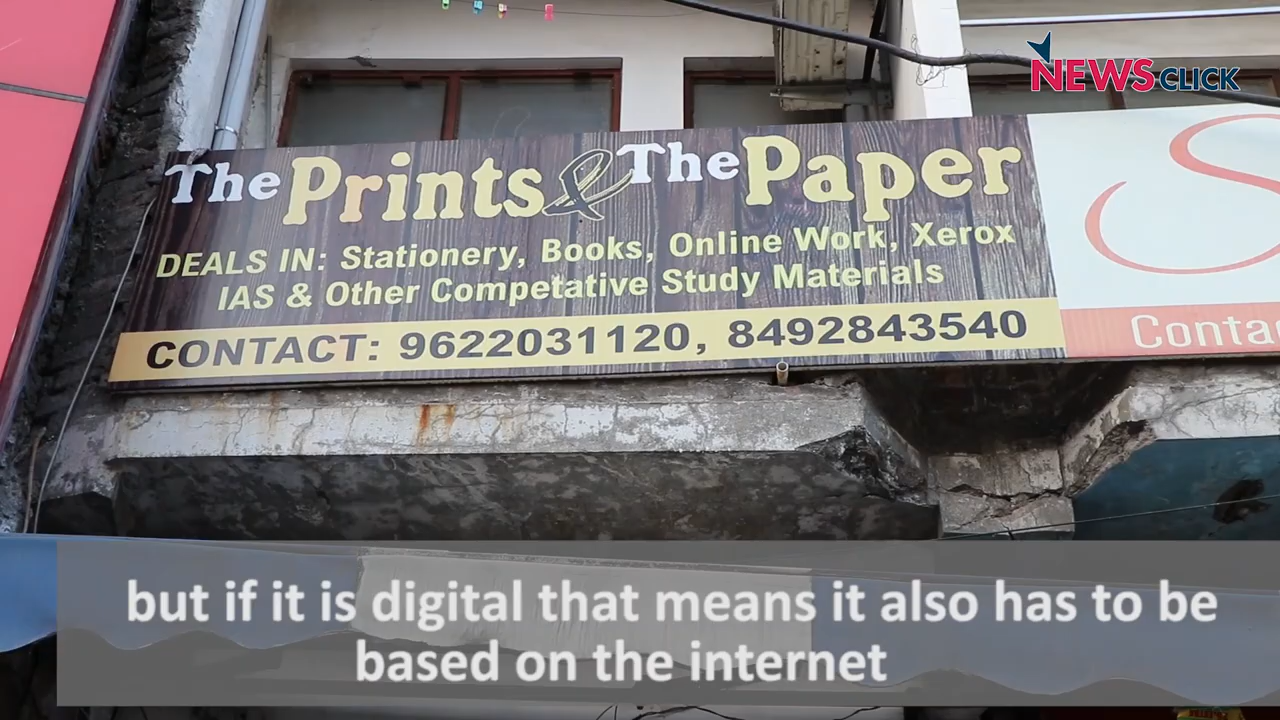 NEWSCLICK
The Prints & The Paper
DEALS IN: Stationery, Books, Online Work, Xerox
IAS & Other Competative Study Materials
CONTACT: 9622031120, 8492843540
S
Conta
but if it is digital that means it also has to be
based on the internet